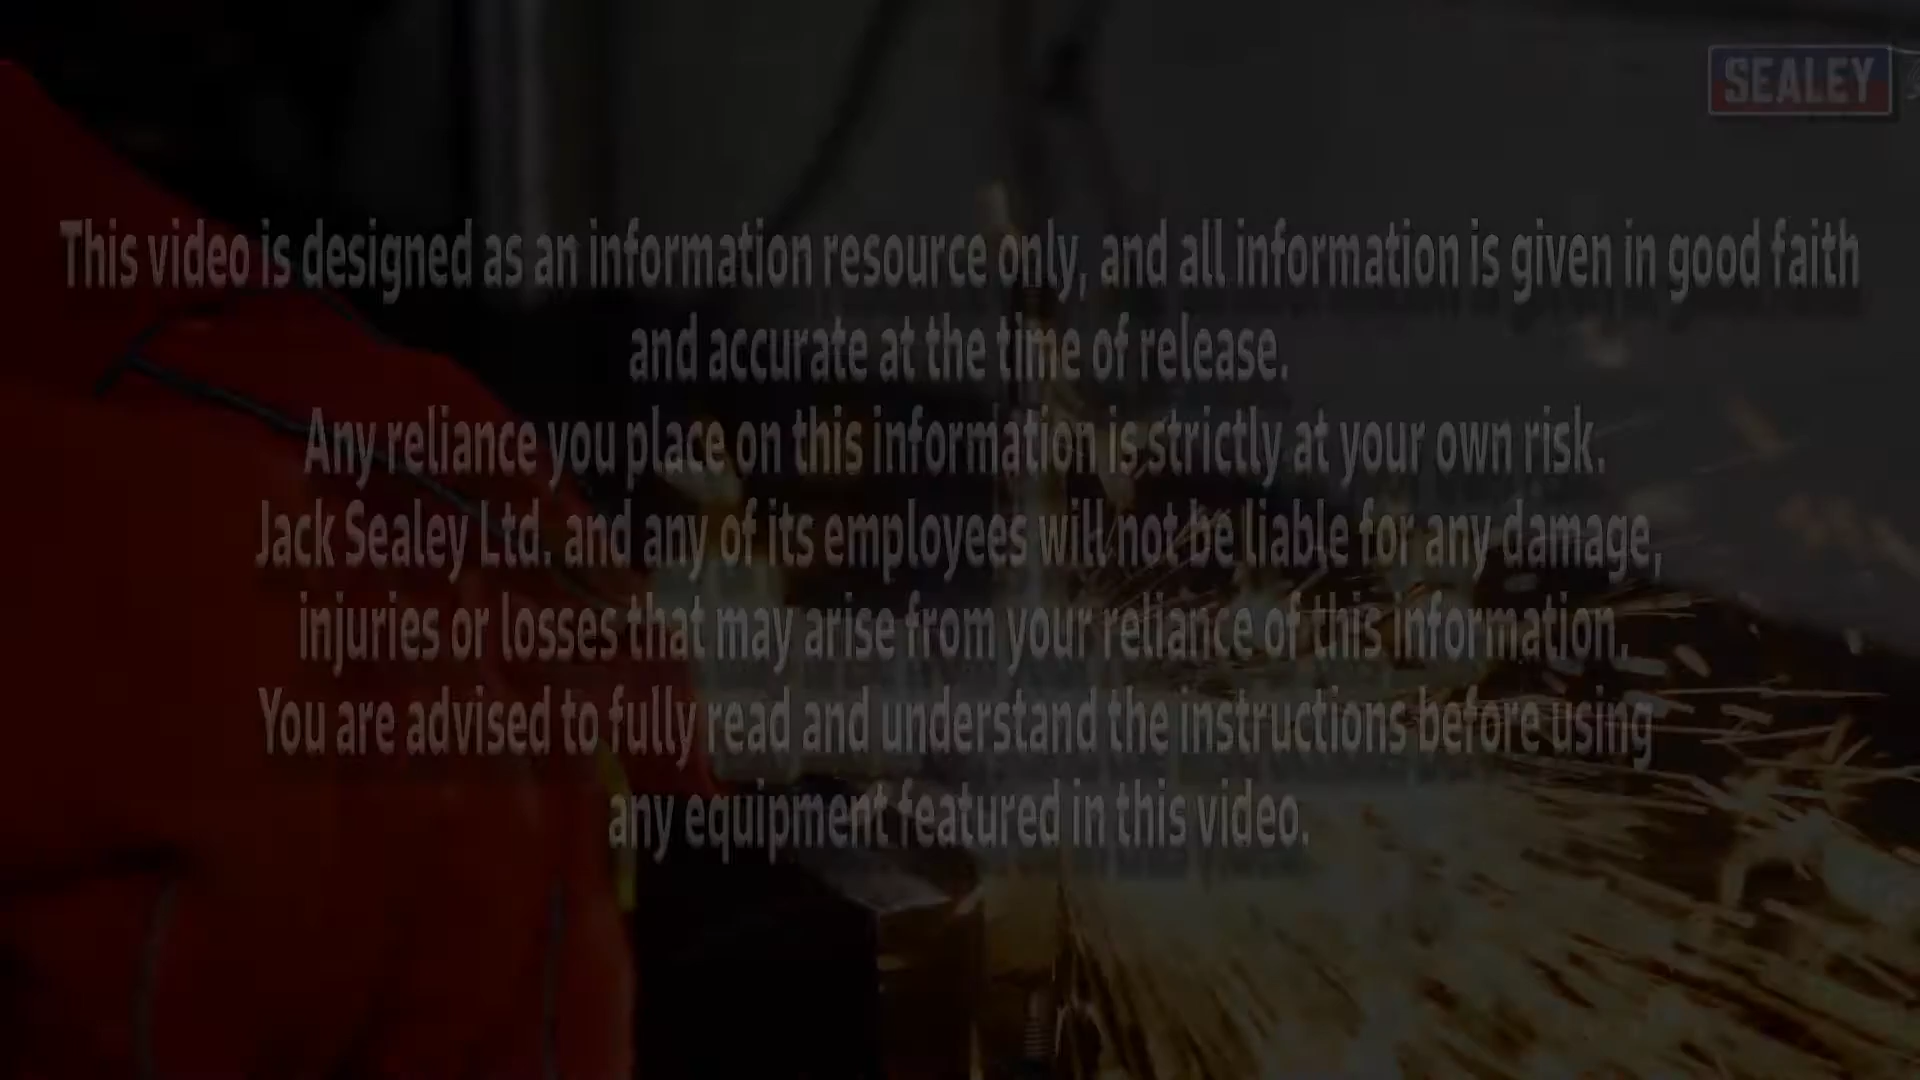 SEALEY
This video is designed as an information resource only, and all information is given in good faith
and accurate at the time of release.
Any reliance you place on this information is strictly at your own risk.
Jack Sealey Ltd. and any of its employees will not be liable for any damage,
injuries or losses that may arise from your reliance of this information.
You are advised to fully read and understand the instructions before using
any equipment featured in this video.